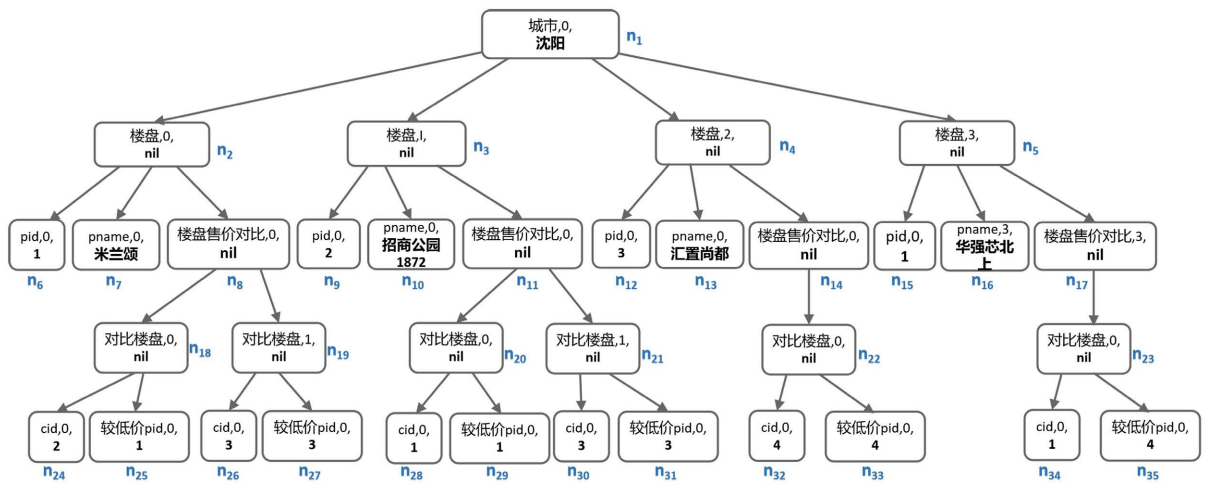 城市,0,
沈阳
n1
楼盘,0,
nil
n2
楼盘,I,
nil
n3
楼盘,2,
nil
n4
楼盘,3,
nil
n5
pid,0,
1
n6
pname,0,
米兰颂
n7
楼盘售价对比,0,
nil
n8
pid,0,
2
n9
pname,0,
招商公园
1872
n10
楼盘售价对比,0,
nil
n11
pid,0,
3
n12
pname,0,
汇置尚都
n13
楼盘售价对比,0,
nil
n14
pid,0,
1
n15
pname,3,
华强芯北
上
n16
楼盘售价对比,3,
nil
n17
对比楼盘,0,
nil
n18
对比楼盘,1,
nil
n19
对比楼盘,0,
nil
n20
对比楼盘,1,
nil
n21
对比楼盘,0,
nil
n22
对比楼盘,0,
nil
n23
cid,0,
2
n24
较低价pid,0,
1
n25
cid,0,
3
n26
较低价pid,0,
3
n27
cid,0,
1
n28
较低价pid,0,
1
n29
cid,0,
3
n30
较低价pid,0,
3
n31
cid,0,
4
n32
较低价pid,0,
4
n33
cid,0,
1
n34
较低价pid,0,
4
n35